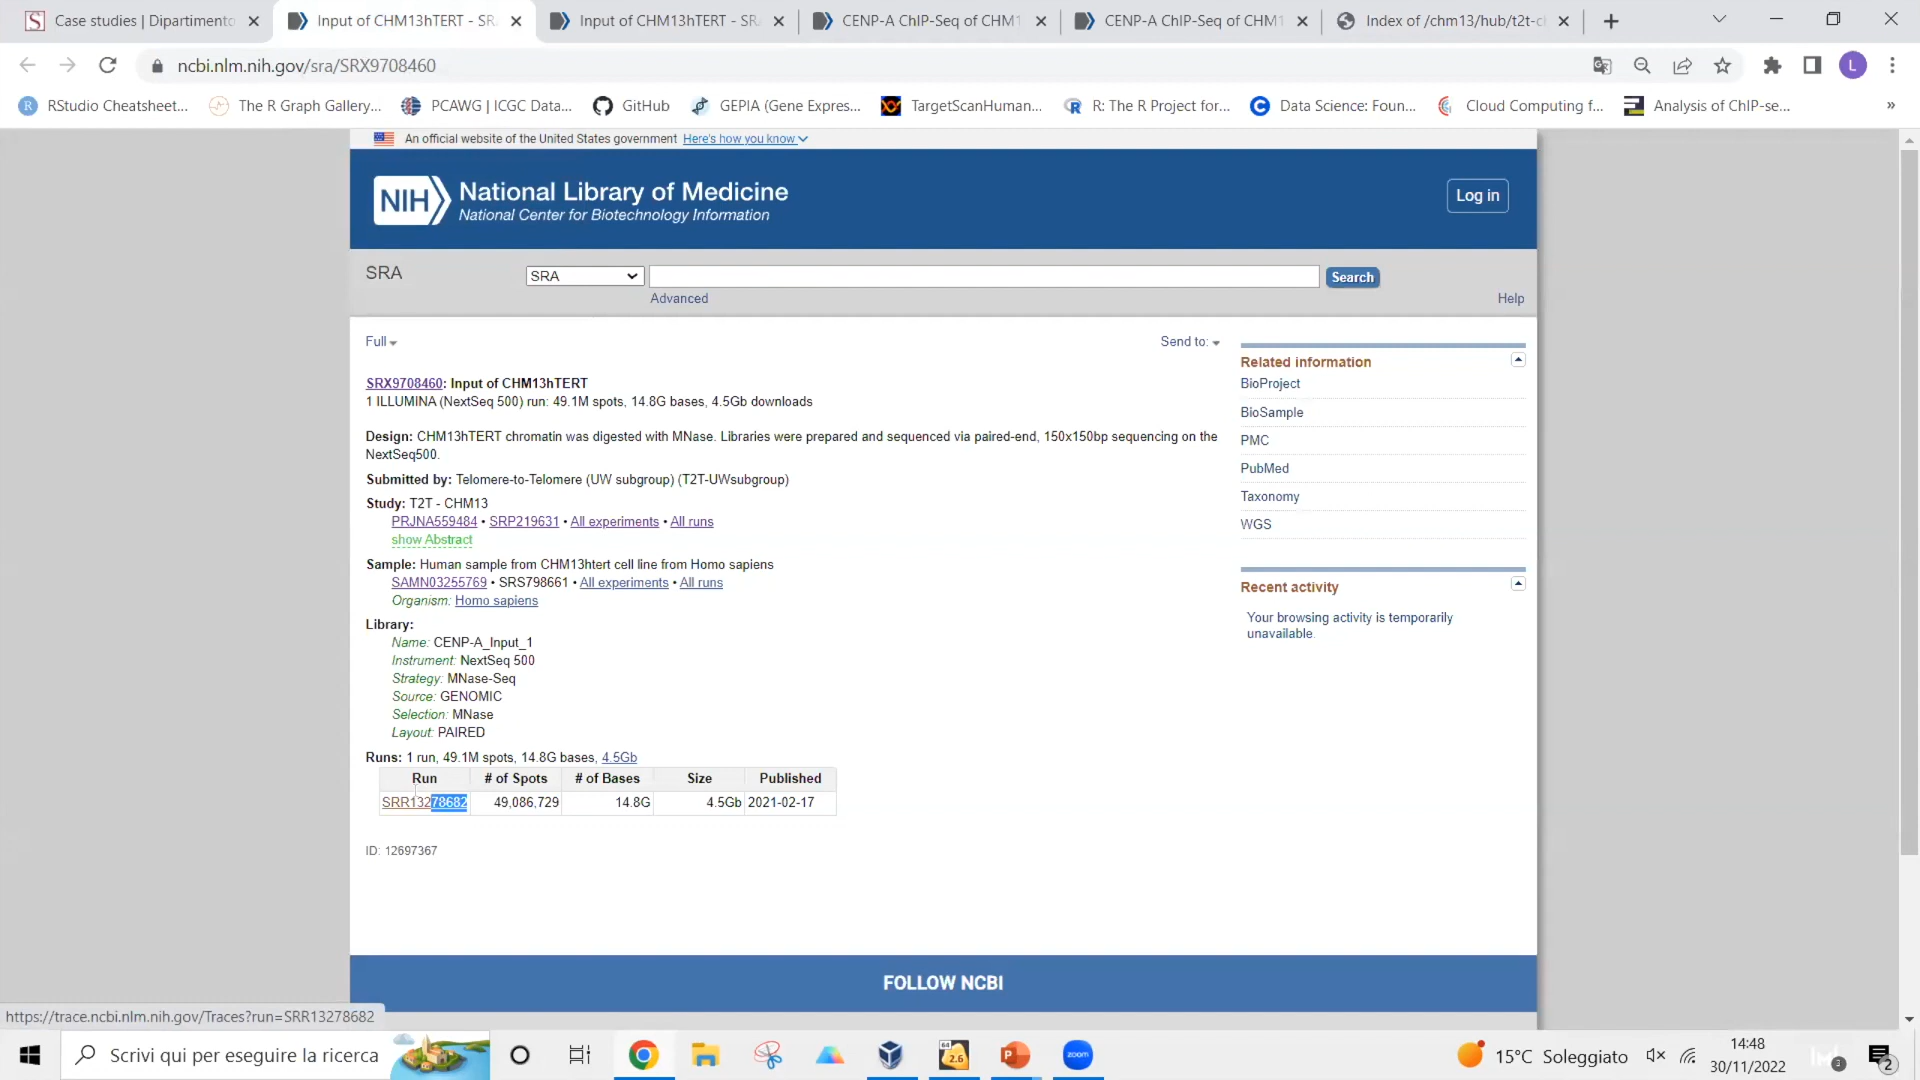 Case studies | Dipartimento
Input of CHM13hTERT - SR
Input of CHM13hTERT - SR
CENP-A ChIP-Seq of CHM1
CENP-A ChIP-Seq of CHM1
Index of /chm13/hub/t2t-c
ncbi.nlm.nih.gov/sra/SRX9708460
L
RStudio Cheatsheet...
The R Graph Gallery...
PCAWG | ICGC Data...
GitHub
GEPIA (Gene Expres...
TargetScanHuman...
R: The R Project for...
Data Science: Foun...
Cloud Computing f...
Analysis of ChIP-se...
»
An official website of the United States government Here's how you know
NIH National Library of Medicine
National Center for Biotechnology Information
Log in
SRA
SRA
Search
Advanced
Help
Full
Send to:
SRX9708460: Input of CHM13hTERT
1 ILLUMINA (NextSeq 500) run: 49.1M spots, 14.8G bases, 4.5Gb downloads
Design: CHM13hTERT chromatin was digested with MNase. Libraries were prepared and sequenced via paired-end, 150x150bp sequencing on the
NextSeq500.
Submitted by: Telomere-to-Telomere (UW subgroup) (T2T-UWsubgroup)
Study: T2T - CHM13
PRJNA559484 • SRP219631 • All experiments • All runs
show Abstract
Sample: Human sample from CHM13htert cell line from Homo sapiens
SAMN03255769 • SRS798661 • All experiments • All runs
Organism: Homo sapiens
Library:
Name: CENP-A_Input_1
Instrument: NextSeq 500
Strategy: MNase-Seq
Source: GENOMIC
Selection: MNase
Layout: PAIRED
Runs: 1 run, 49.1M spots, 14.8G bases, 4.5Gb
Run # of Spots # of Bases Size Published
SRR13278682 49,086,729 14.8G 4.5Gb 2021-02-17
ID: 12697367
Related information
BioProject
BioSample
PMC
PubMed
Taxonomy
WGS
Recent activity
Your browsing activity is temporarily
unavailable.
FOLLOW NCBI
https://trace.ncbi.nlm.nih.gov/Traces?run=SRR13278682
Scrivi qui per eseguire la ricerca
64
2.6
P
zoom
15°C Soleggiato
14:48
30/11/2022
3
2